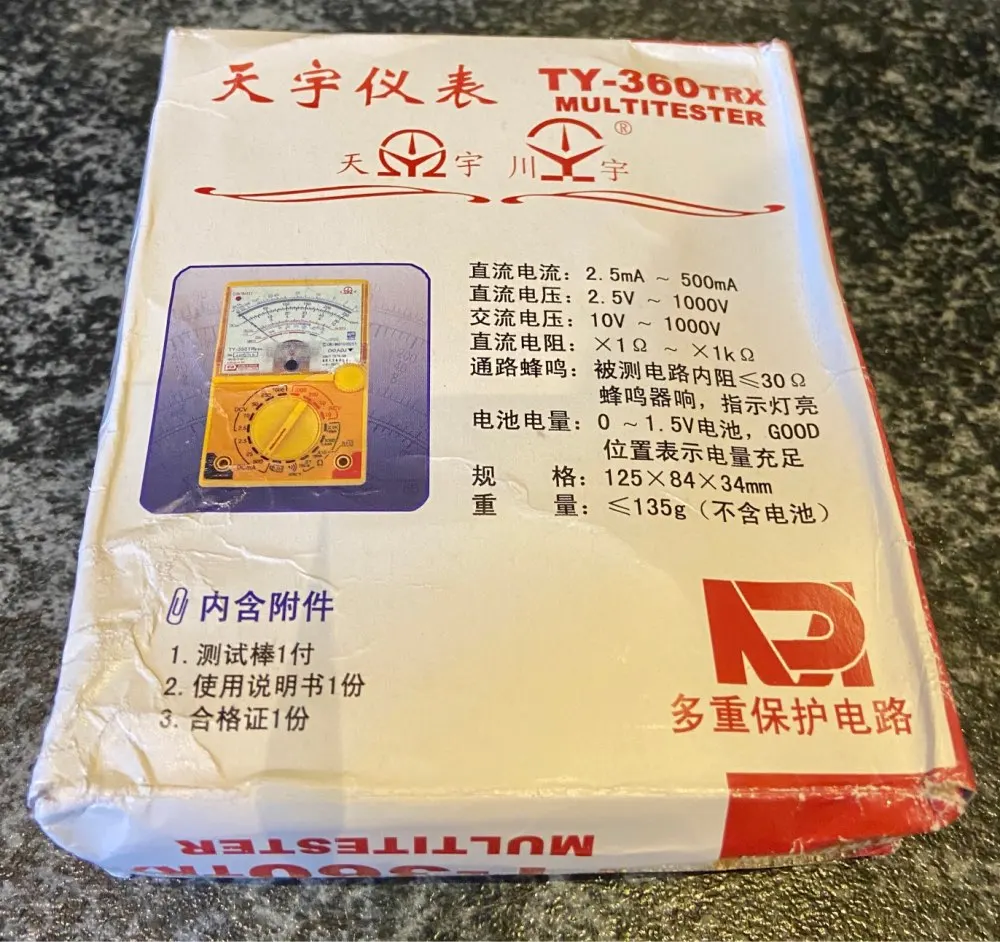 天宇仪表
TY-360TRX
MULTITESTER
天宇 川宇®
直流电流：2.5mA ～ 500mA
直流电压：2.5V ～ 1000V
交流电压：10V ～ 1000V
直流电阻：×1Ω ～×1kΩ
通路蜂鸣：被测电路内阻≤30Ω
蜂鸣器响，指示灯亮
电池电量：0 ～1.5V电池，GOOD
位置表示电量充足
规 格：125×84×34mm
重 量：≤135g（不含电池）
内含附件
1. 测试棒1付
2. 使用说明书1份
3. 合格证1份
多重保护电路
MULTITESTER
TY-360TRX